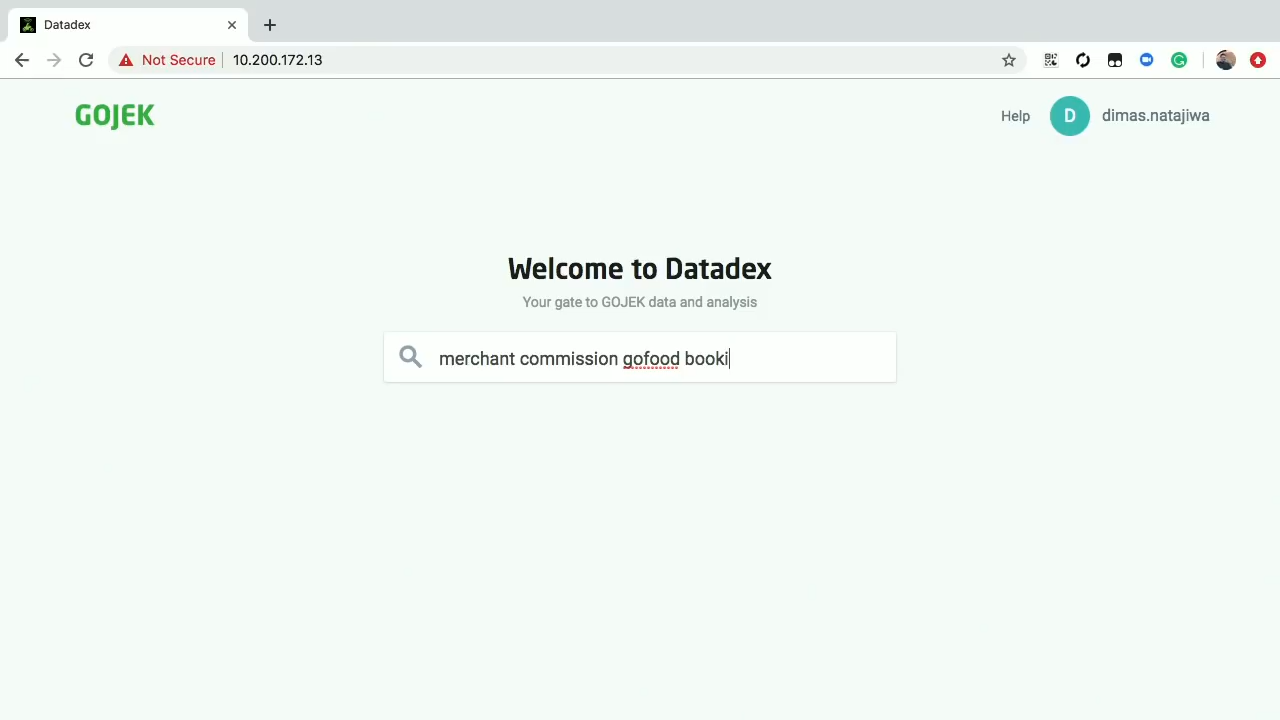 Datadex
Not Secure 10.200.172.13
GOJEK
Help
D
dimas.natajiwa
Welcome to Datadex
Your gate to GOJEK data and analysis
merchant commission gofood booki